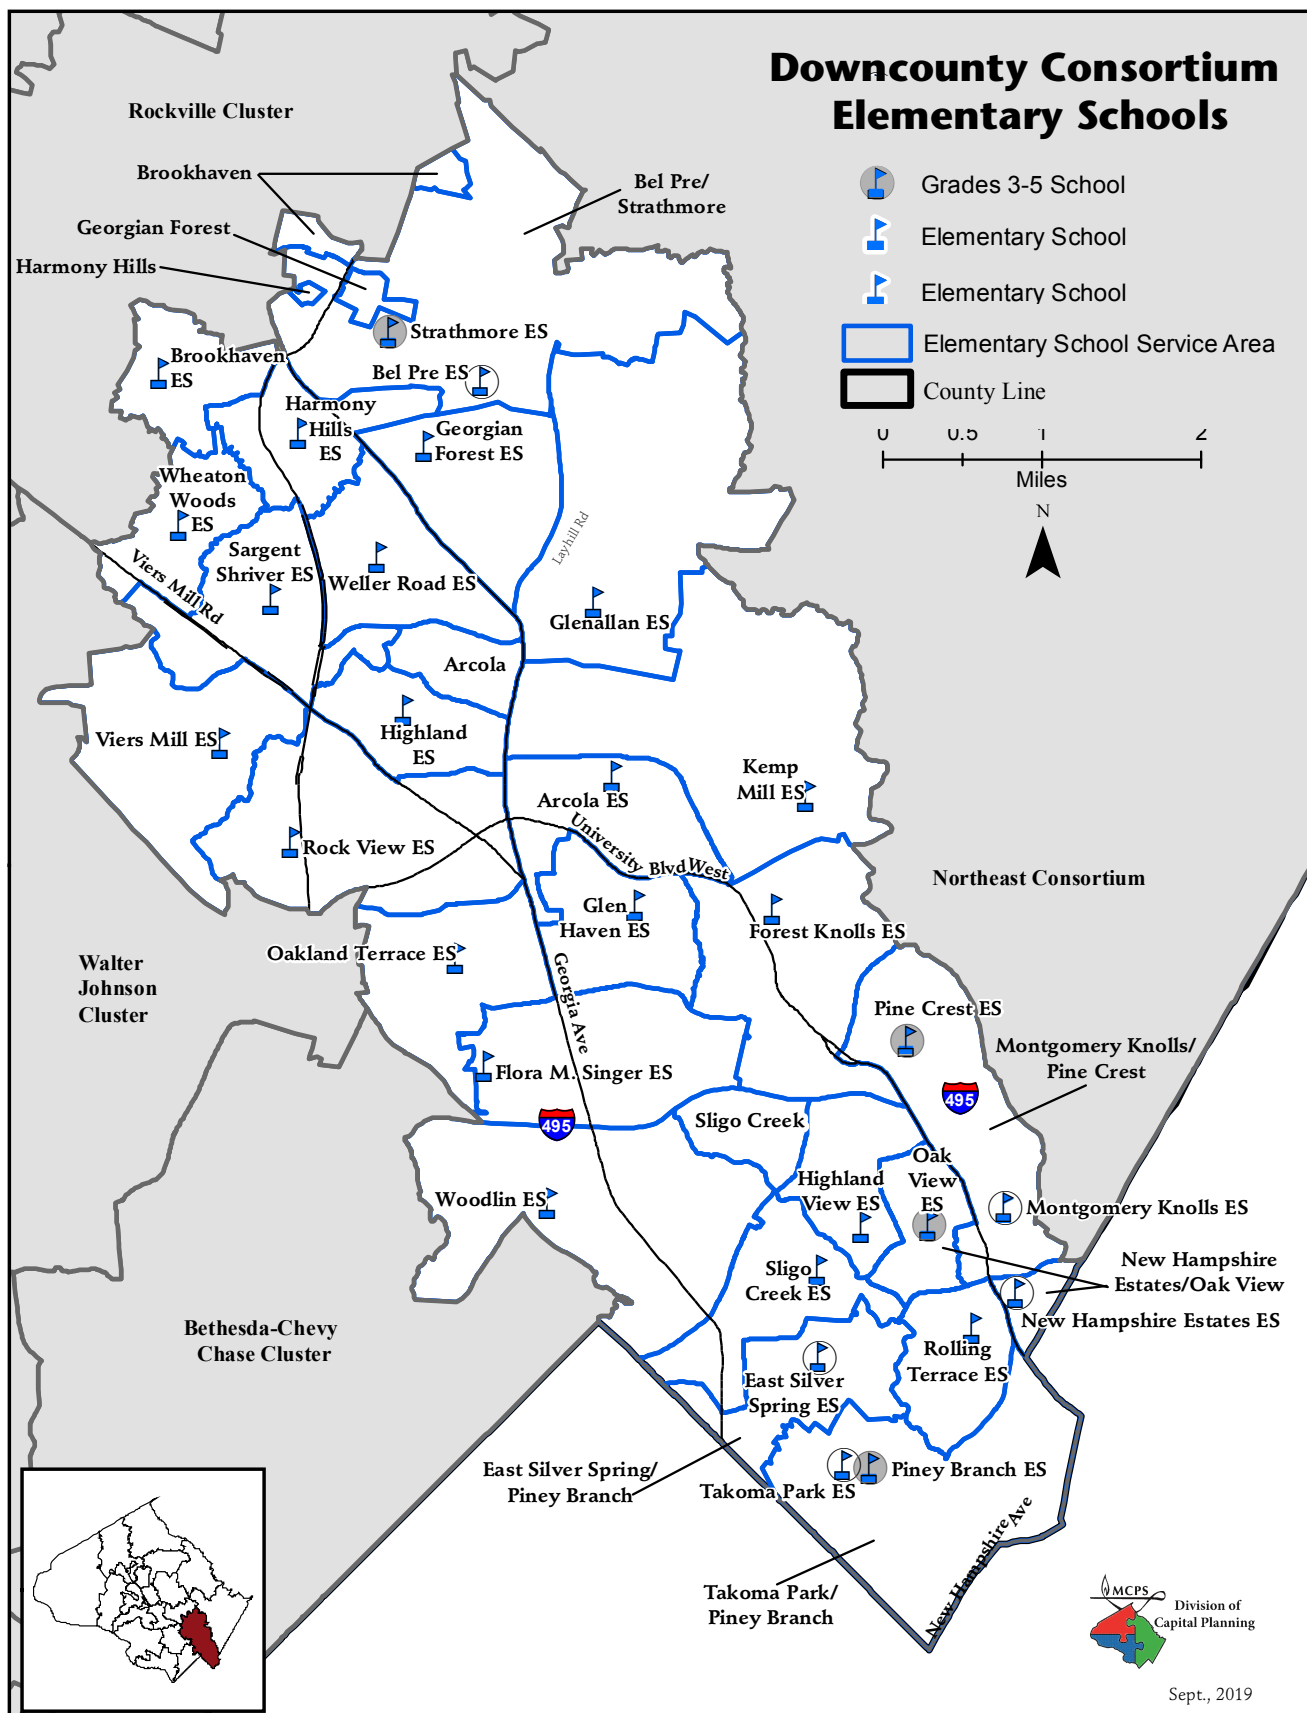 Downcounty Consortium
Elementary Schools
Rockville Cluster
Brookhaven
Bel Pre/
Strathmore
Georgian Forest
Harmony Hills
Grades 3-5 School
Elementary School
Elementary School
Elementary School Service Area
County Line
0 0.5 1 2
Miles
N
Strathmore ES
Brookhaven
ES
Bel Pre ES
Harmony
Hills
ES
Georgian
Forest ES
Wheaton
Woods
ES
Sargent
Shriver ES
Weller Road ES
Layhill Rd
Viers Mill Rd
Glenallan ES
Arcola
Highland
ES
Viers Mill ES
Kemp
Mill ES
Arcola ES
University Blvd West
Rock View ES
Glen
Haven ES
Forest Knolls ES
Northeast Consortium
Oakland Terrace ES
Walter
Johnson
Cluster
Georgia Ave
Pine Crest ES
Montgomery Knolls/
Pine Crest
Flora M. Singer ES
495
495
Sligo Creek
Oak
View
ES
Highland
View ES
Woodlin ES
Montgomery Knolls ES
Sligo
Creek ES
New Hampshire
Estates/Oak View
New Hampshire Estates ES
Bethesda-Chevy
Chase Cluster
Rolling
Terrace ES
East Silver
Spring ES
East Silver Spring/
Piney Branch
Piney Branch ES
Takoma Park ES
New Hampshire Ave
Takoma Park/
Piney Branch
MCPS
Division of
Capital Planning
Sept., 2019